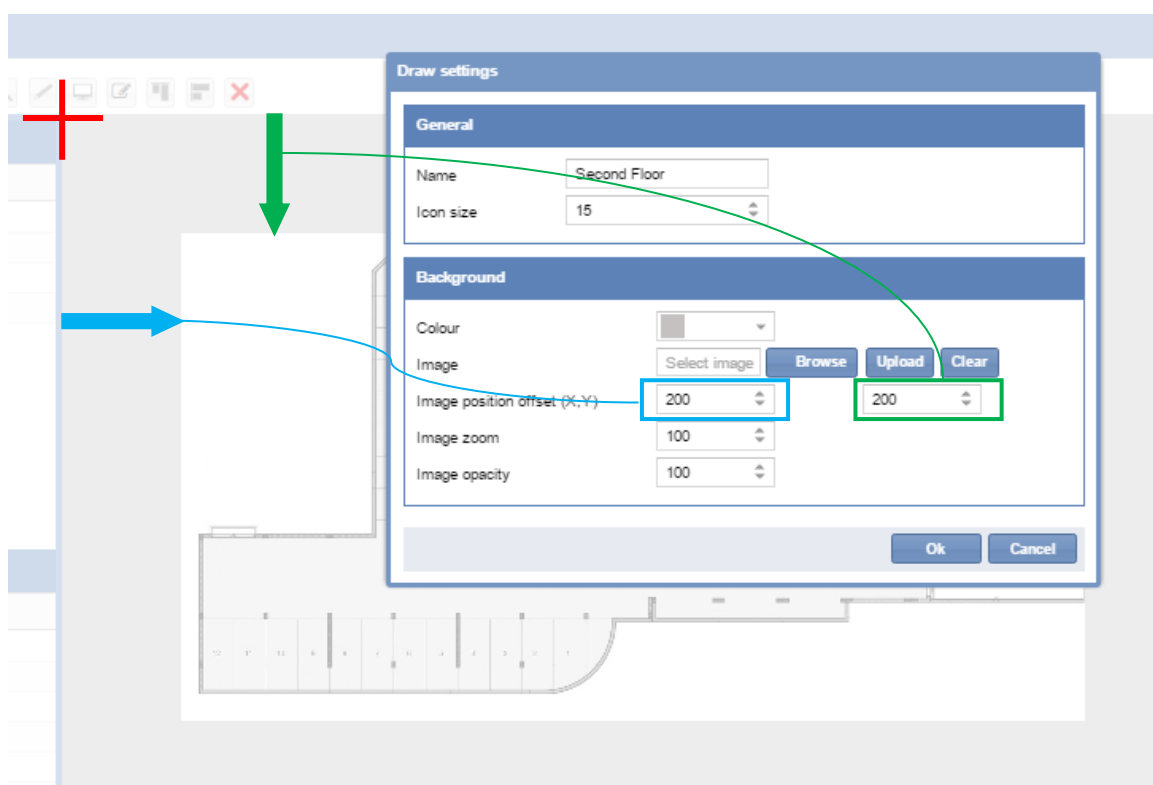 Draw settings
General
Name Second Floor
Icon size 15
Background
Colour
Image Select image Browse Upload Clear
Image position offset (X,Y) 200 200
Image zoom 100
Image opacity 100
Ok Cancel